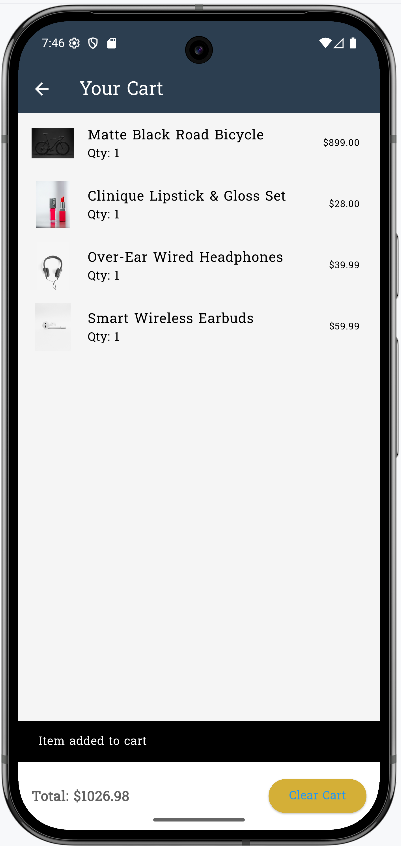 7:46
Your Cart
Matte Black Road Bicycle
Qty: 1
$899.00
Clinique Lipstick & Gloss Set
Qty: 1
$28.00
Over-Ear Wired Headphones
Qty: 1
$39.99
Smart Wireless Earbuds
Qty: 1
$59.99
Item added to cart
Total: $1026.98
Clear Cart